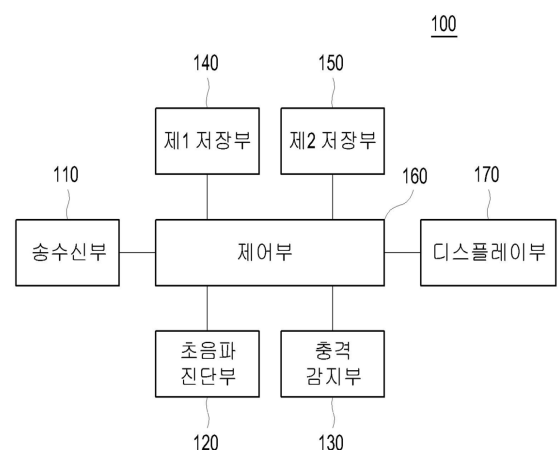 100
140
150
제1 저장부
제2 저장부
110
160
170
송수신부
제어부
디스플레이부
초음파
진단부
충격
감지부
120
130